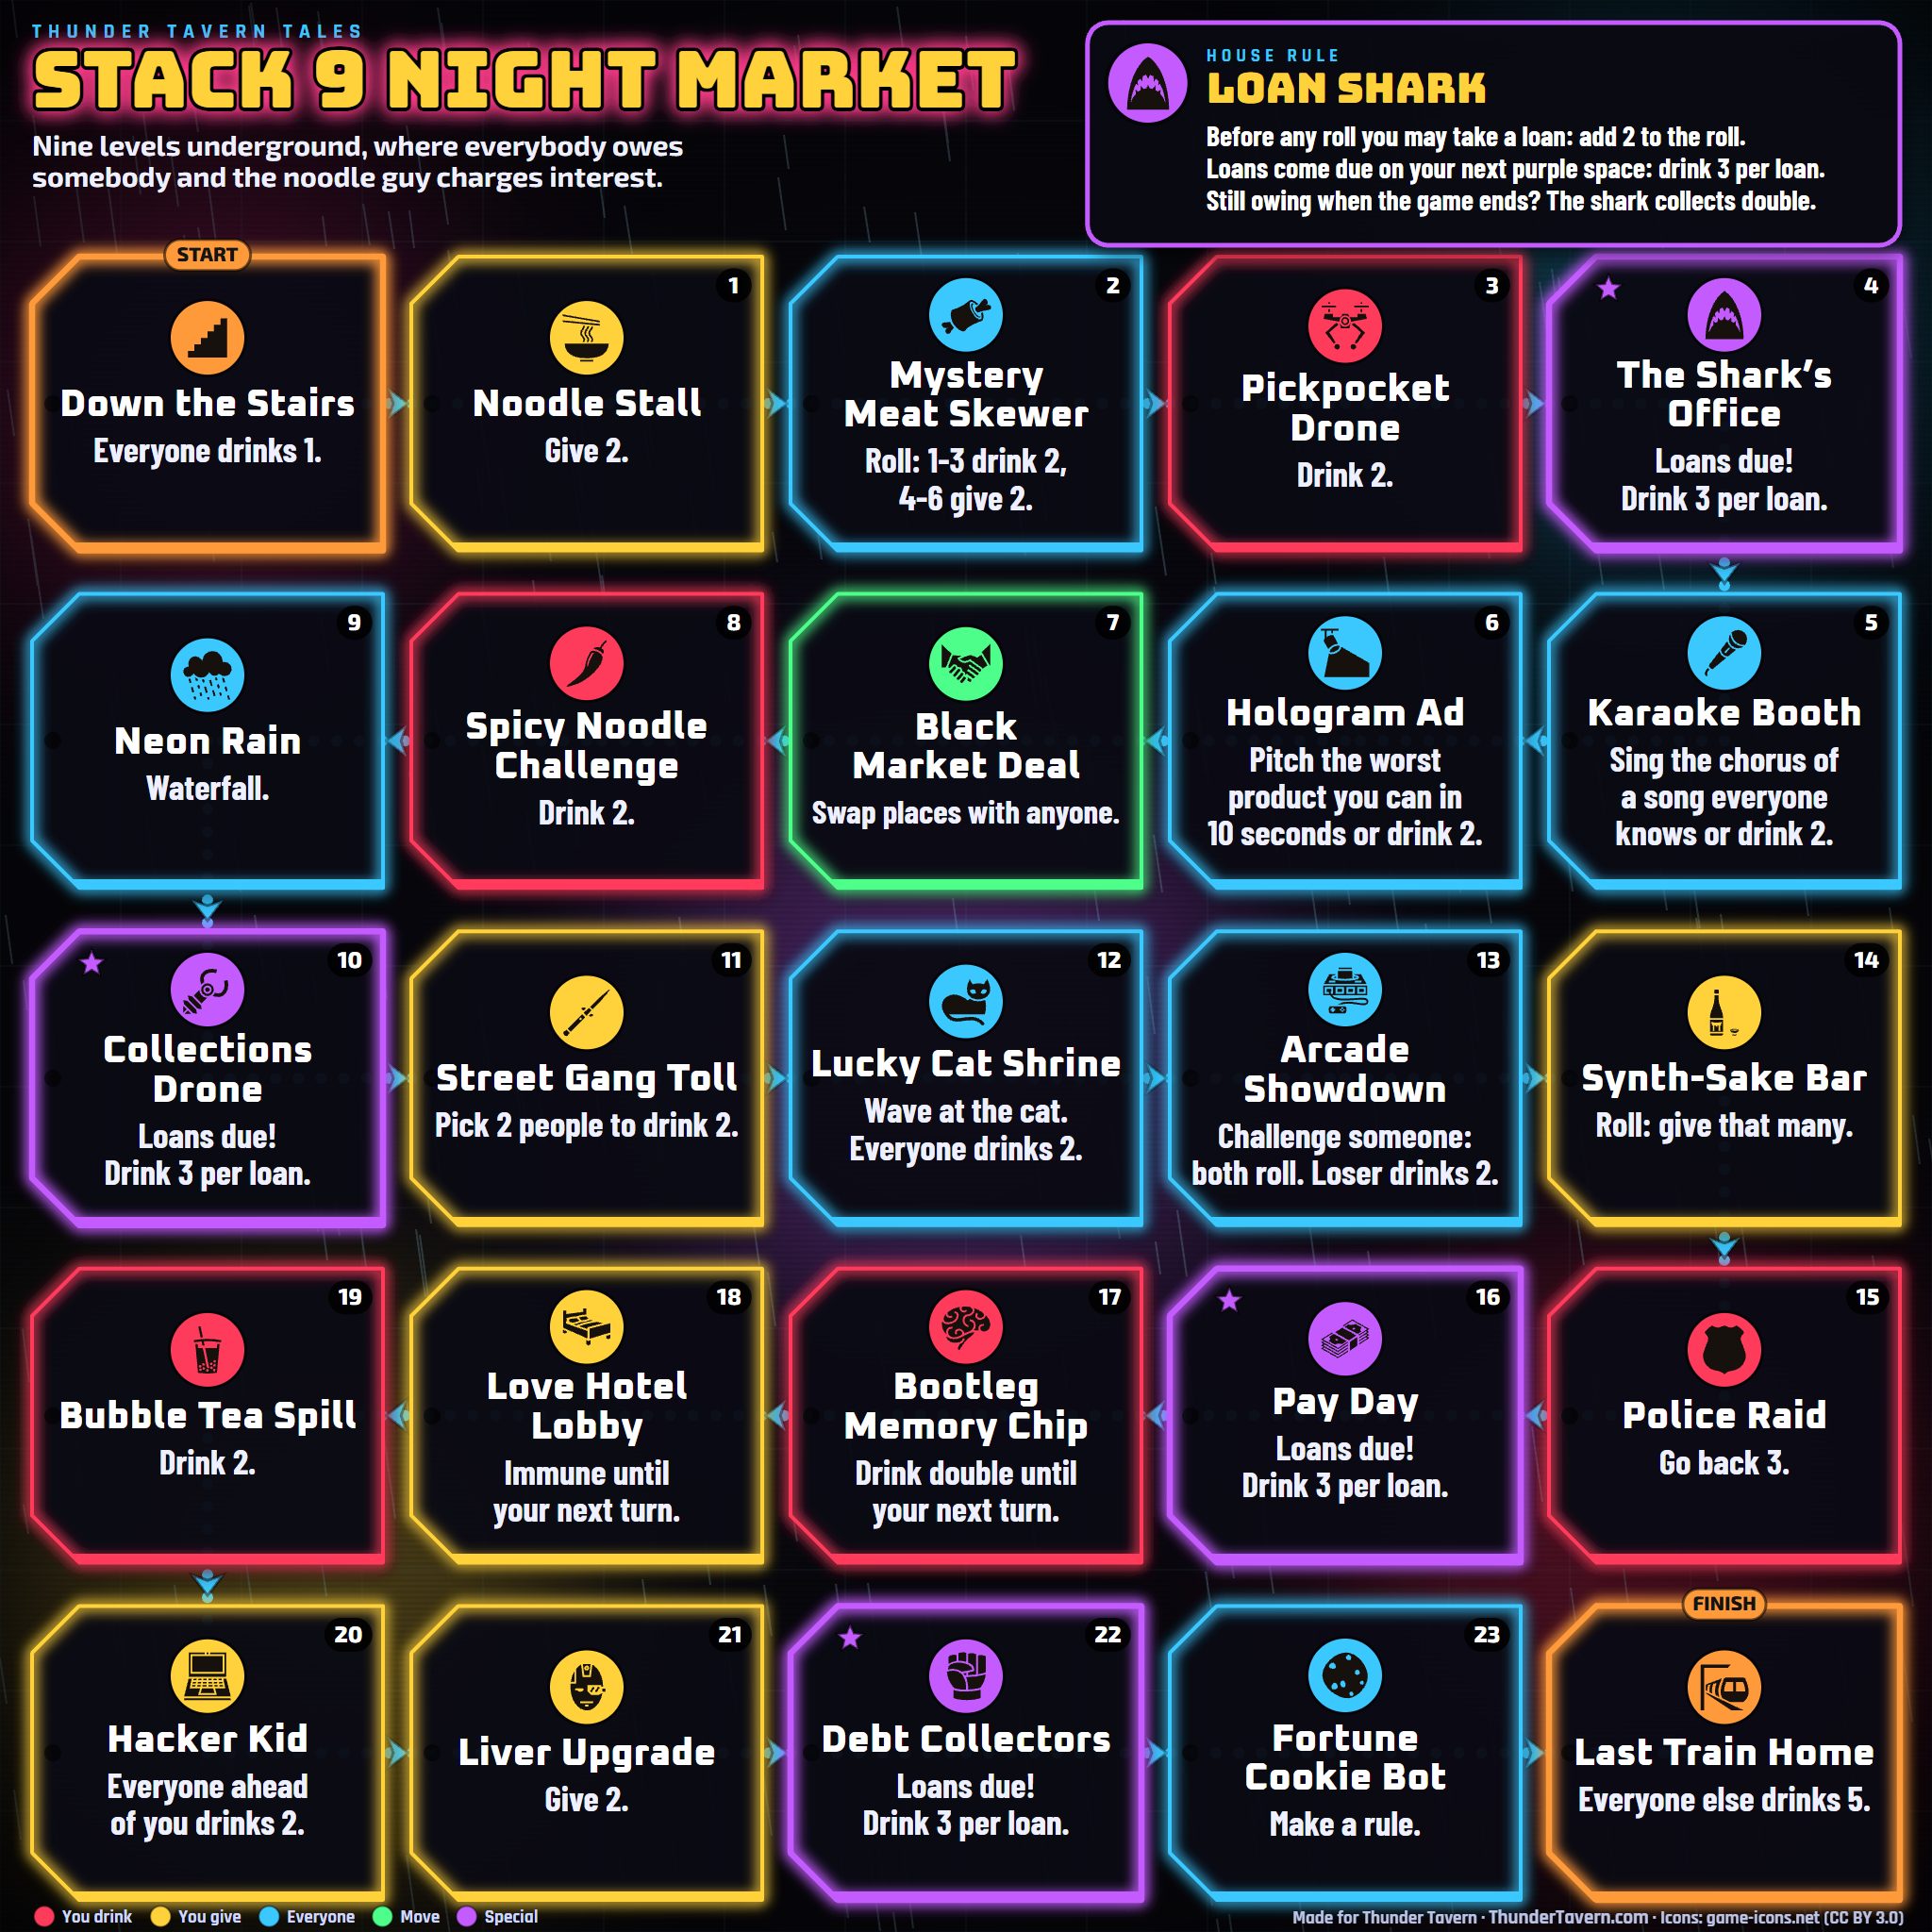 THUNDER TAVERN TALES
STACK 9 NIGHT MARKET
Nine levels underground, where everybody owes
somebody and the noodle guy charges interest.
HOUSE RULE
LOAN SHARK
Before any roll you may take a loan: add 2 to the roll.
Loans come due on your next purple space: drink 3 per loan.
Still owing when the game ends? The shark collects double.
START
Down the Stairs
Everyone drinks 1.
1
Noodle Stall
Give 2.
2
Mystery
Meat Skewer
Roll: 1-3 drink 2,
4-6 give 2.
3
Pickpocket
Drone
Drink 2.
4
The Shark's
Office
Loans due!
Drink 3 per loan.
5
Karaoke Booth
Sing the chorus of
a song everyone
knows or drink 2.
6
Hologram Ad
Pitch the worst
product you can in
10 seconds or drink 2.
7
Black
Market Deal
Swap places with anyone.
8
Spicy Noodle
Challenge
Drink 2.
9
Neon Rain
Waterfall.
10
Collections
Drone
Loans due!
Drink 3 per loan.
11
Street Gang Toll
Pick 2 people to drink 2.
12
Lucky Cat Shrine
Wave at the cat.
Everyone drinks 2.
13
Arcade
Showdown
Challenge someone:
both roll. Loser drinks 2.
14
Synth-Sake Bar
Roll: give that many.
15
Police Raid
Go back 3.
16
Pay Day
Loans due!
Drink 3 per loan.
17
Bootleg
Memory Chip
Drink double until
your next turn.
18
Love Hotel
Lobby
Immune until
your next turn.
19
Bubble Tea Spill
Drink 2.
20
Hacker Kid
Everyone ahead
of you drinks 2.
21
Liver Upgrade
Give 2.
22
Debt Collectors
Loans due!
Drink 3 per loan.
23
Fortune
Cookie Bot
Make a rule.
FINISH
Last Train Home
Everyone else drinks 5.
You drink You give Everyone Move Special
Made for Thunder Tavern · ThunderTavern.com · Icons: game-icons.net (CC BY 3.0)